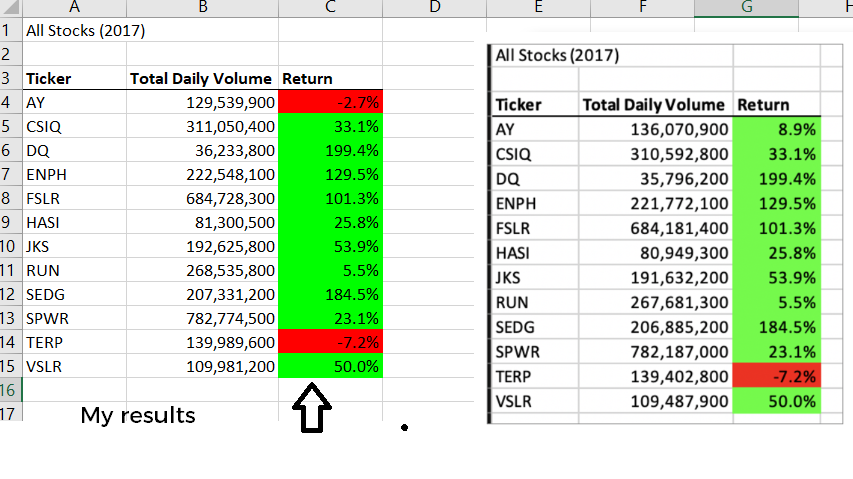 A B C D E F G H
1 All Stocks (2017)
2
3 Ticker Total Daily Volume Return
4 AY 129,539,900 -2.7%
5 CSIQ 311,050,400 33.1%
6 DQ 36,233,800 199.4%
7 ENPH 222,548,100 129.5%
8 FSLR 684,728,300 101.3%
9 HASI 81,300,500 25.8%
10 JKS 192,625,800 53.9%
11 RUN 268,535,800 5.5%
12 SEDG 207,331,200 184.5%
13 SPWR 782,774,500 23.1%
14 TERP 139,989,600 -7.2%
15 VSLR 109,981,200 50.0%
16
17 My results
All Stocks (2017)
Ticker Total Daily Volume Return
AY 136,070,900 8.9%
CSIQ 310,592,800 33.1%
DQ 35,796,200 199.4%
ENPH 221,772,100 129.5%
FSLR 684,181,400 101.3%
HASI 80,949,300 25.8%
JKS 191,632,200 53.9%
RUN 267,681,300 5.5%
SEDG 206,885,200 184.5%
SPWR 782,187,000 23.1%
TERP 139,402,800 -7.2%
VSLR 109,487,900 50.0%